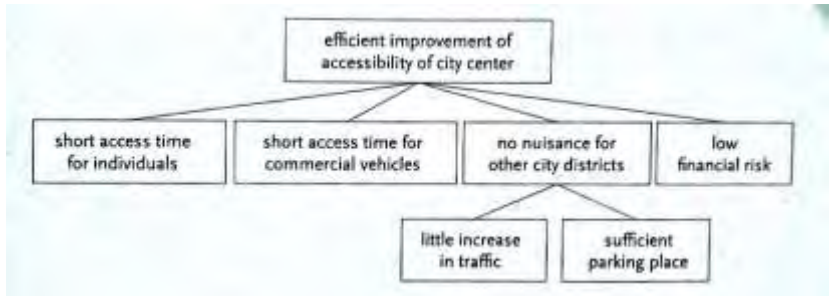 efficient improvement of
accessibility of city center
short access time
for individuals
short access time for
commercial vehicles
no nuisance for
other city districts
low
financial risk
little increase
in traffic
sufficient
parking place